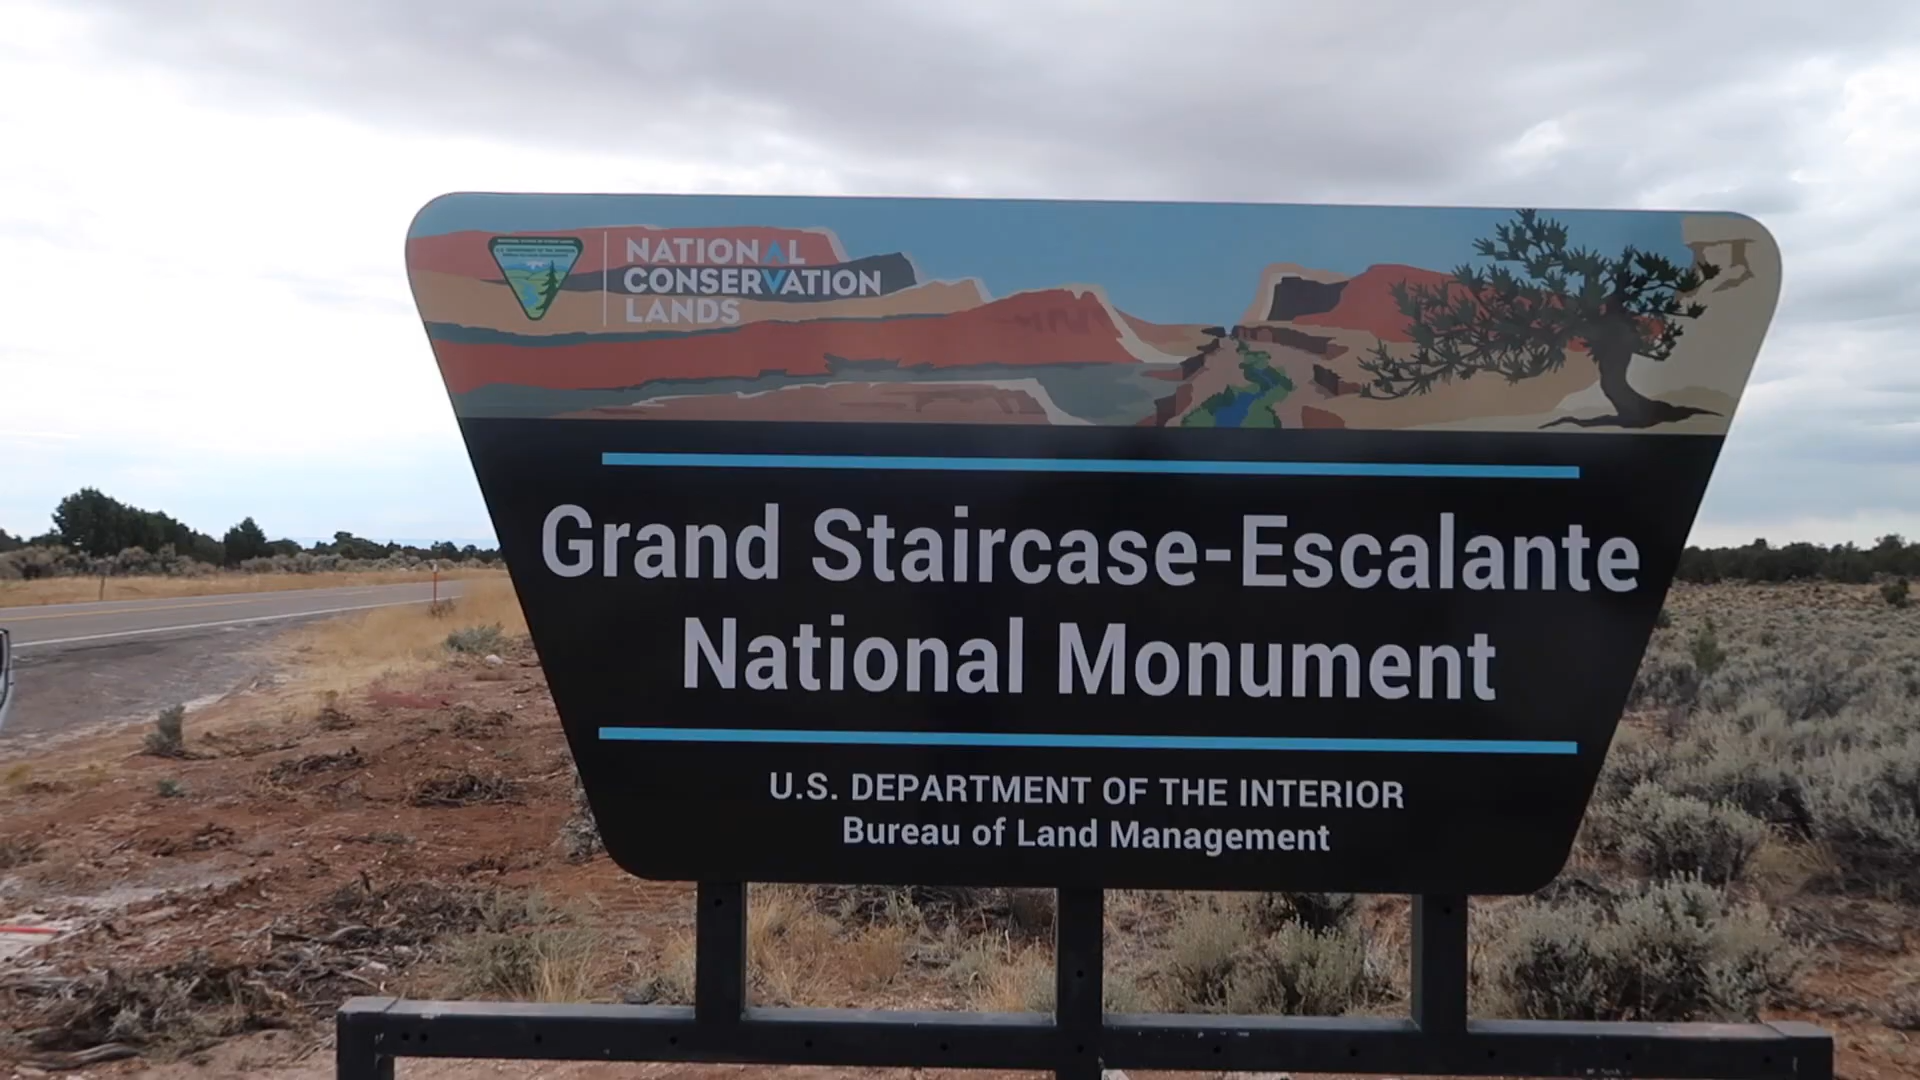 NATIONAL
CONSERVATION
LANDS
Grand Staircase-Escalante
National Monument
U.S. DEPARTMENT OF THE INTERIOR
Bureau of Land Management